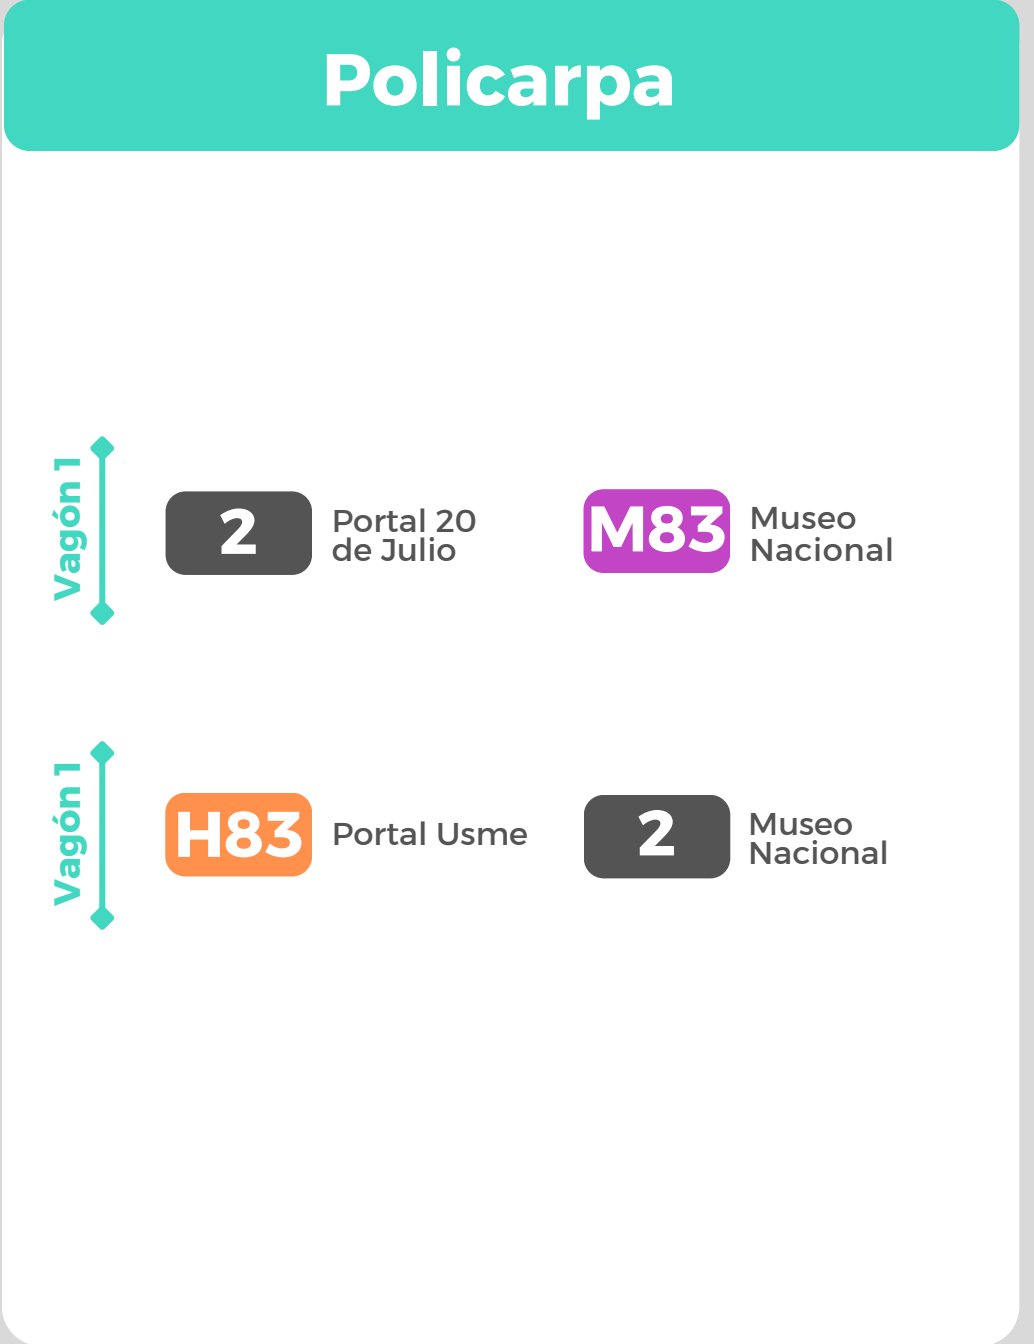 Policarpa
Vagón 1
2
Portal 20
de Julio
M83
Museo
Nacional
Vagón 1
H83
Portal Usme
2
Museo
Nacional